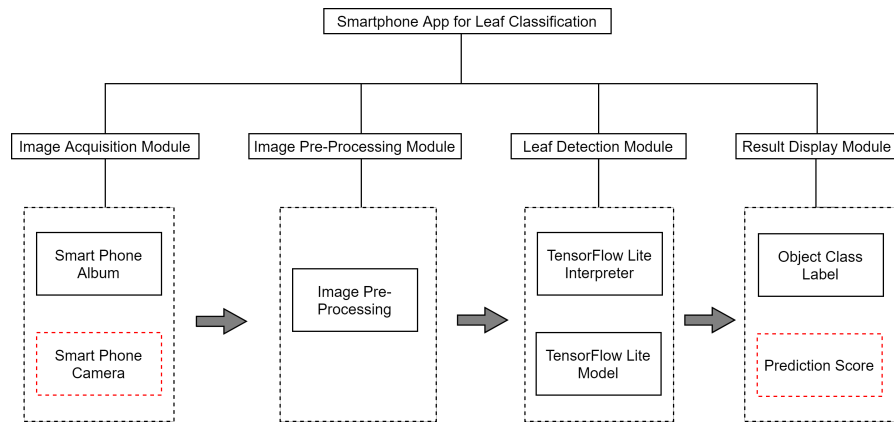 Smartphone App for Leaf Classification
Image Acquisition Module
Image Pre-Processing Module
Leaf Detection Module
Result Display Module
Smart Phone
Album
Smart Phone
Camera
Image Pre-
Processing
TensorFlow Lite
Interpreter
TensorFlow Lite
Model
Object Class
Label
Prediction Score